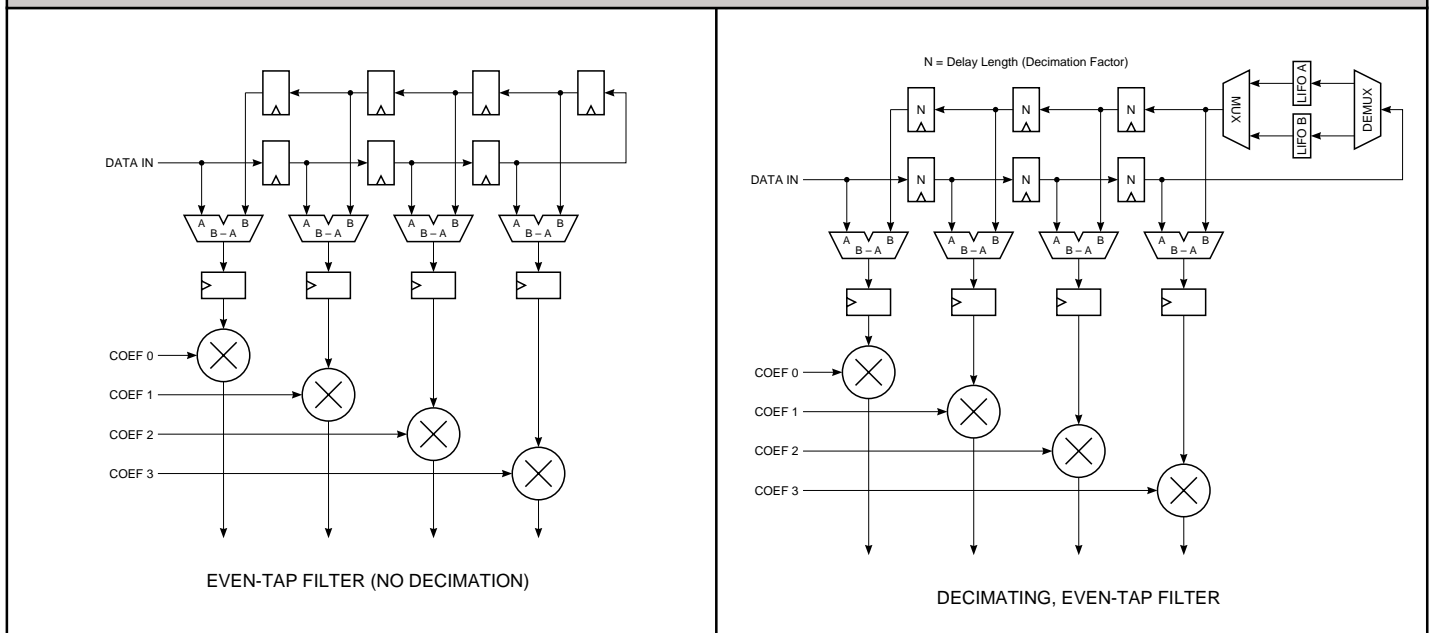 DATA IN
A B A B A B A B
B – A B – A B – A B – A
COEF 0
COEF 1
COEF 2
COEF 3
EVEN-TAP FILTER (NO DECIMATION)
N = Delay Length (Decimation Factor)
N N N
MUX
LIFO A
LIFO B
DEMUX
DATA IN
N N N
A B A B A B A B
B – A B – A B – A B – A
COEF 0
COEF 1
COEF 2
COEF 3
DECIMATING, EVEN-TAP FILTER